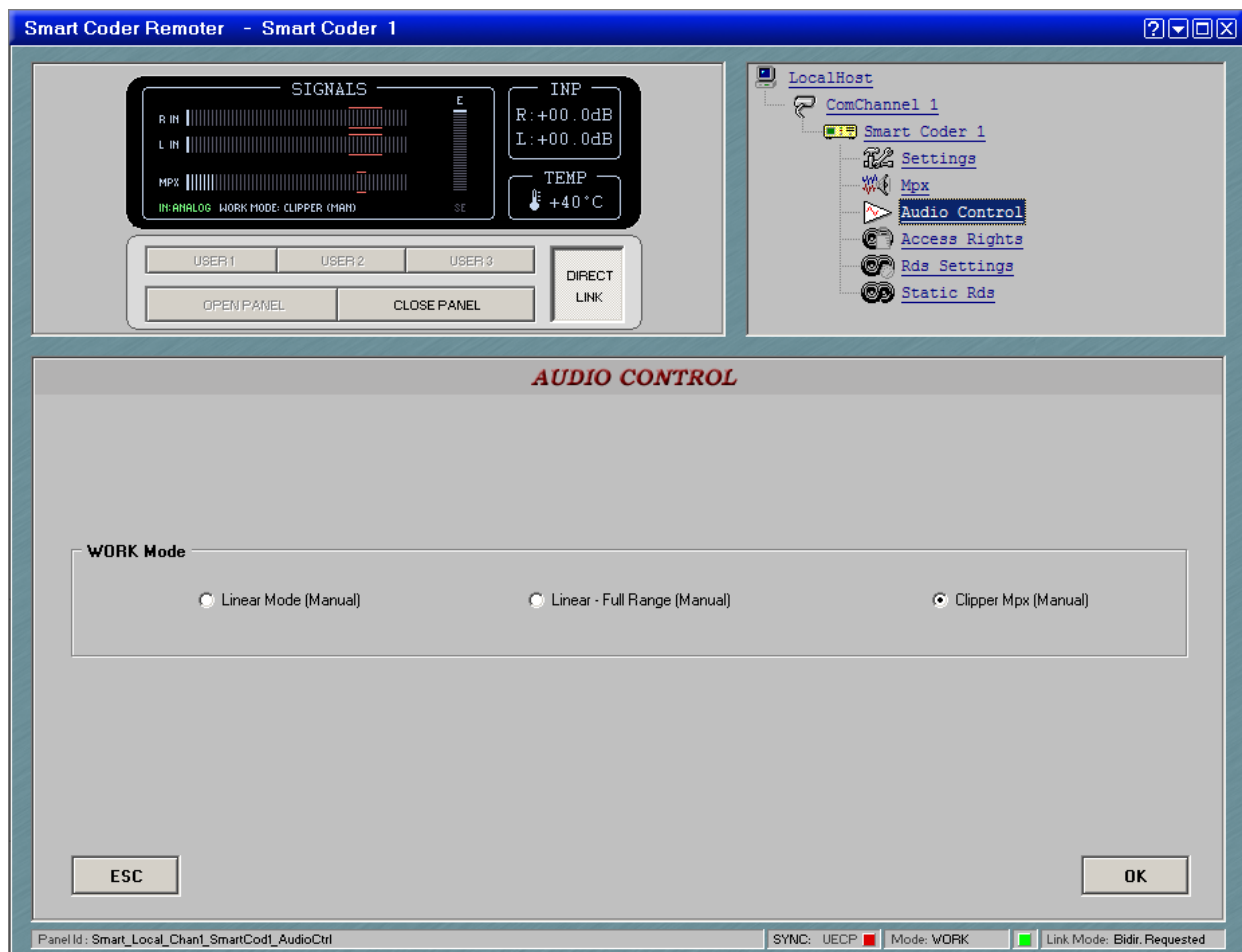 Smart Coder Remoter - Smart Coder 1
SIGNALS
E
R IN
L IN
MPX
IN:ANALOG WORK MODE: CLIPPER (MAN)
SE
INP
R:+00.0dB
L:+00.0dB
TEMP
+40°C
USER 1 USER 2 USER 3
OPEN PANEL CLOSE PANEL
DIRECT
LINK
LocalHost
ComChannel 1
Smart Coder 1
Settings
Mpx
Audio Control
Access Rights
Rds Settings
Static Rds
AUDIO CONTROL
WORK Mode
Linear Mode (Manual) Linear - Full Range (Manual) Clipper Mpx (Manual)
ESC OK
Panel Id : Smart_Local_Chan1_SmartCod1_AudioCtrl SYNC: UECP Mode: WORK Link Mode: Bidir. Requested